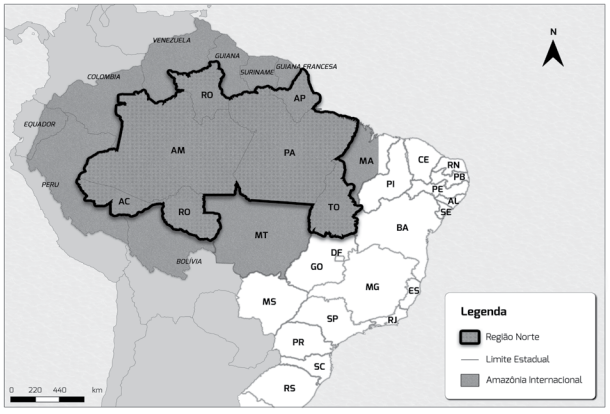 VENEZUELA
N
GUIANA
GUIANA FRANCESA
SURINAME
COLOMBIA
RO
AP
EQUADOR
AM
PA
MA
CE
RN
PB
PI
PE
AL
SE
PERU
AC
RO
TO
BA
MT
BOLIVIA
DF
GO
MG
ES
MS
SP
RJ
PR
SC
RS
Legenda
Região Norte
Limite Estadual
Amazônia Internacional
0 220 440 km